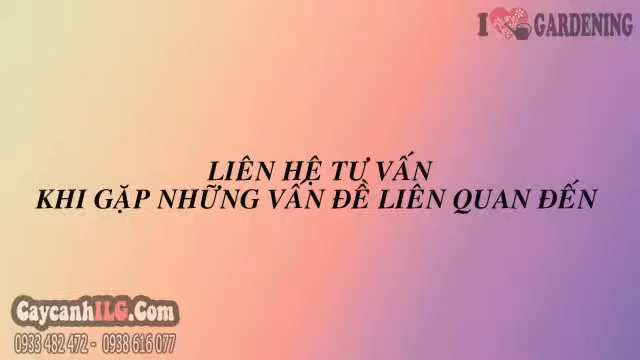 I GARDENING
LIÊN HỆ TƯ VẤN
KHI GẶP NHỮNG VẤN ĐỀ LIÊN QUAN ĐẾN
CaycanhILG.Com
0933 482 472 - 0938 616 077